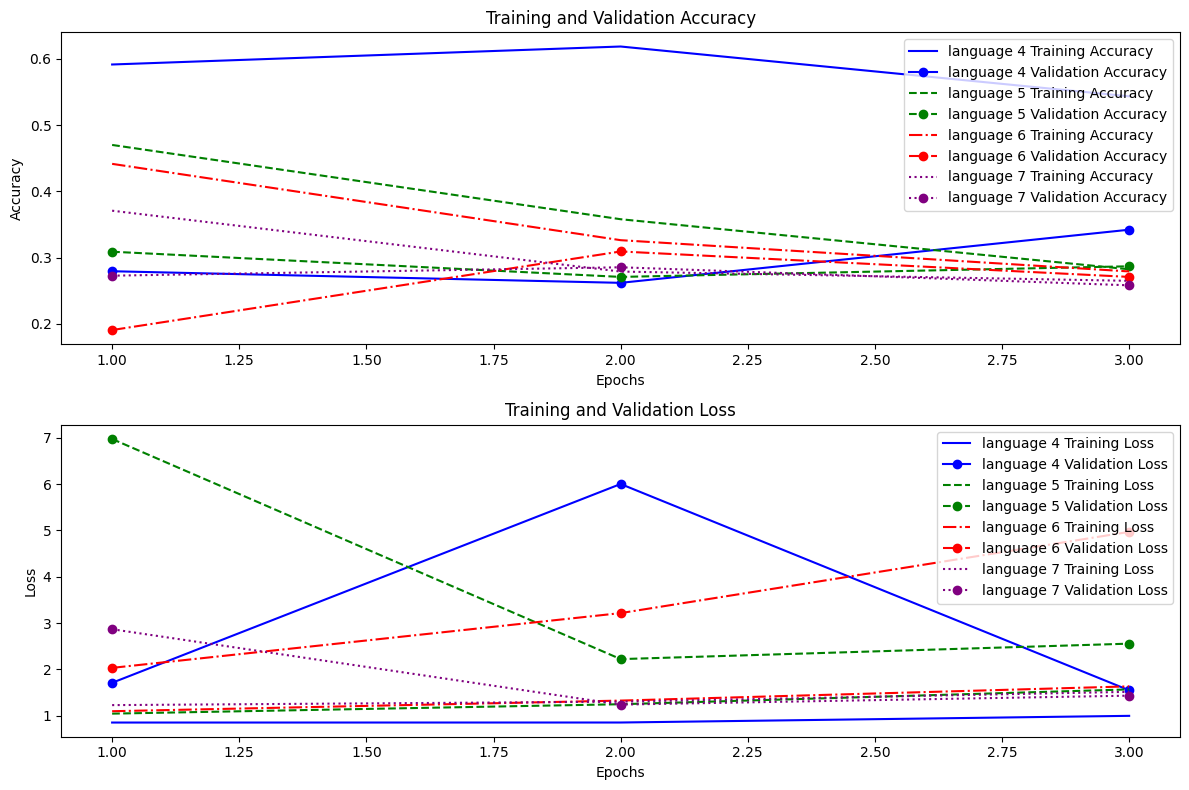 Training and Validation Accuracy
Accuracy
0.6
0.5
0.4
0.3
0.2
language 4 Training Accuracy
language 4 Validation Accuracy
language 5 Training Accuracy
language 5 Validation Accuracy
language 6 Training Accuracy
language 6 Validation Accuracy
language 7 Training Accuracy
language 7 Validation Accuracy
1.00 1.25 1.50 1.75 2.00 2.25 2.50 2.75 3.00
Epochs
Training and Validation Loss
Loss
7
6
5
4
3
2
1
language 4 Training Loss
language 4 Validation Loss
language 5 Training Loss
language 5 Validation Loss
language 6 Training Loss
language 6 Validation Loss
language 7 Training Loss
language 7 Validation Loss
1.00 1.25 1.50 1.75 2.00 2.25 2.50 2.75 3.00
Epochs